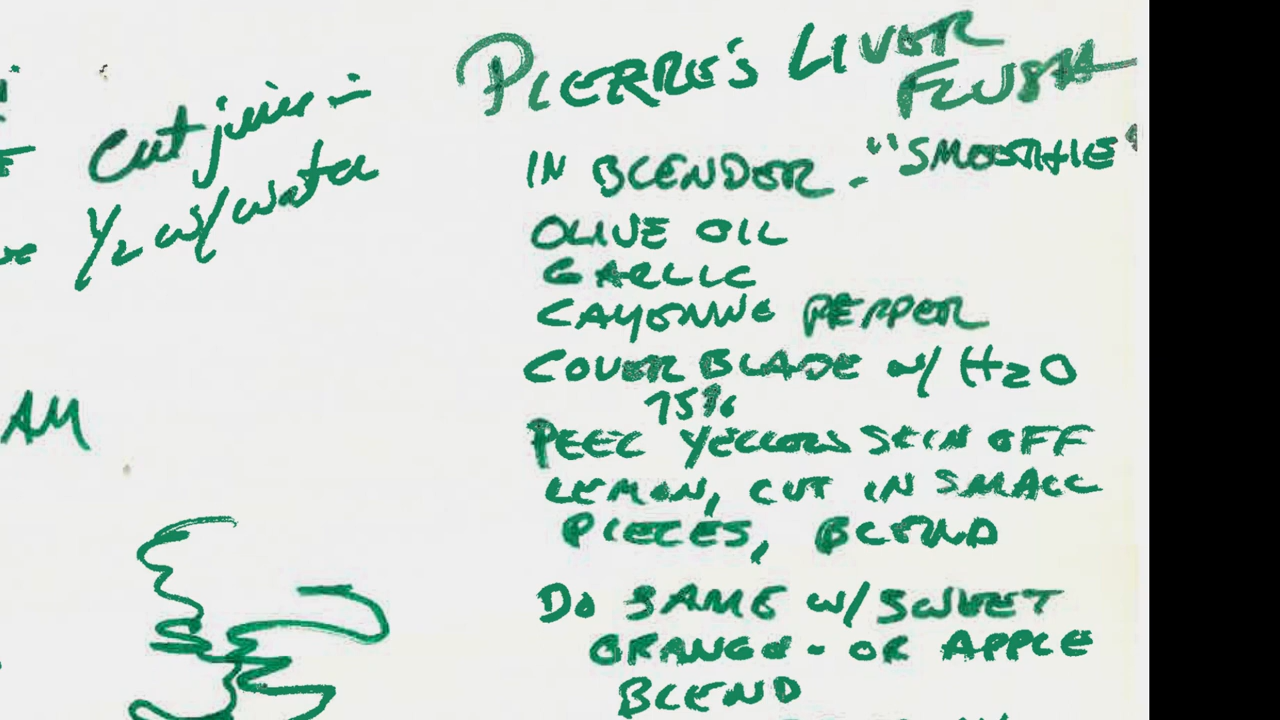 PIERRE'S LIVER
FLUSH
Cut juice -
1/2 w/water
IN BLENDER - "SMOOTHIE"
OLIVE OIL
GARLIC
CAYENNE PEPPER
COVER BLADE w/ H2O
75%
PEEL YELLOW SKIN OFF
LEMON, CUT IN SMALL
PIECES, BLEND
AM
DO SAME w/ SWEET
ORANGE - OR APPLE
BLEND